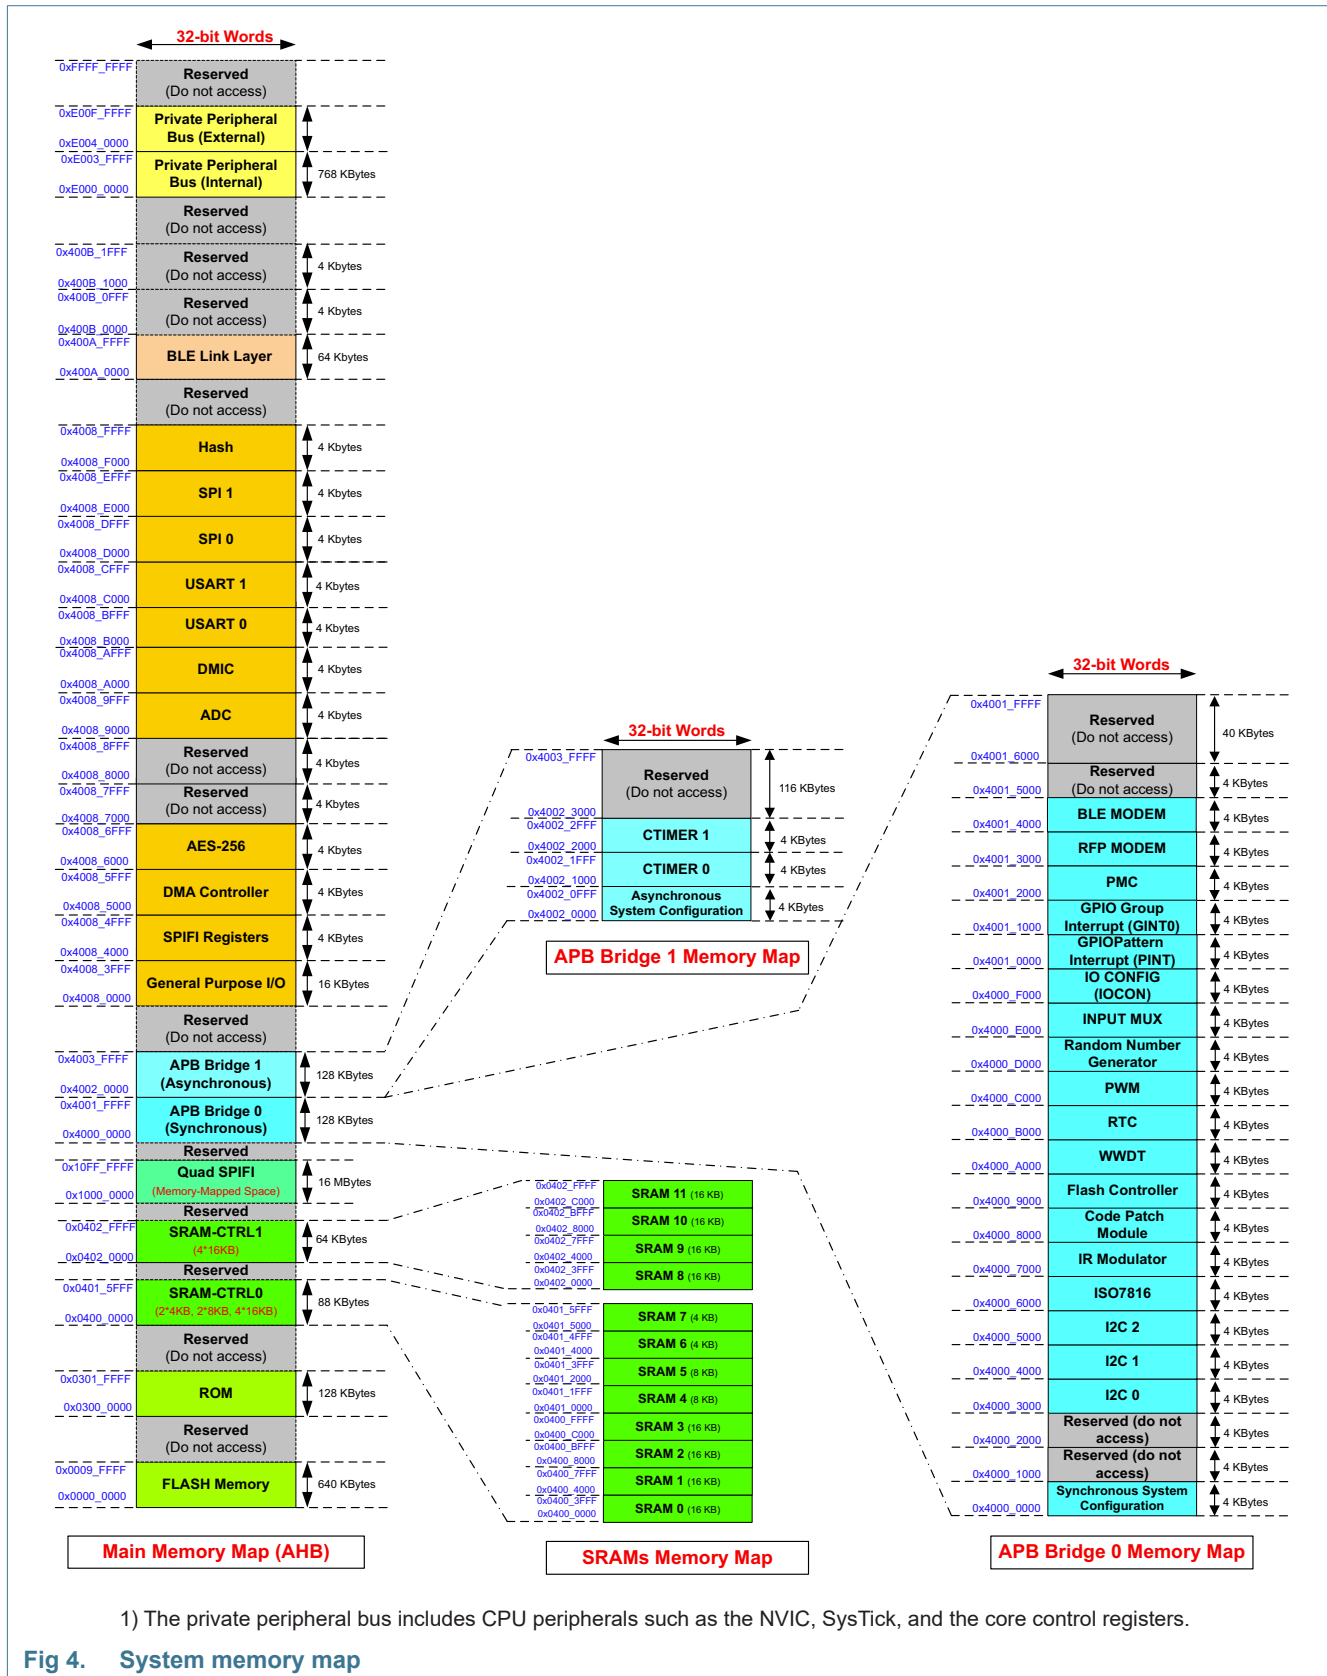 32-bit Words
0xFFFF_FFFF
Reserved
(Do not access)
0xE00F_FFFF
Private Peripheral
Bus (External)
0xE004_0000
0xE003_FFFF
Private Peripheral
Bus (Internal)
768 KBytes
0xE000_0000
Reserved
(Do not access)
0x400B_1FFF
Reserved
(Do not access)
4 Kbytes
0x400B_1000
0x400B_0FFF
Reserved
(Do not access)
4 Kbytes
0x400B_0000
0x400A_FFFF
BLE Link Layer
64 Kbytes
0x400A_0000
Reserved
(Do not access)
0x4008_FFFF
Hash
4 Kbytes
0x4008_F000
0x4008_EFFF
SPI 1
4 Kbytes
0x4008_E000
0x4008_DFFF
SPI 0
4 Kbytes
0x4008_D000
0x4008_CFFF
USART 1
4 Kbytes
0x4008_C000
0x4008_BFFF
USART 0
4 Kbytes
0x4008_B000
0x4008_AFFF
DMIC
4 Kbytes
0x4008_A000
0x4008_9FFF
ADC
4 Kbytes
0x4008_9000
0x4008_8FFF
Reserved
(Do not access)
4 Kbytes
0x4008_8000
0x4008_7FFF
Reserved
(Do not access)
4 Kbytes
0x4008_7000
0x4008_6FFF
AES-256
4 Kbytes
0x4008_6000
0x4008_5FFF
DMA Controller
4 KBytes
0x4008_5000
0x4008_4FFF
SPIFI Registers
4 KBytes
0x4008_4000
0x4008_3FFF
General Purpose I/O
16 KBytes
0x4008_0000
Reserved
(Do not access)
0x4003_FFFF
APB Bridge 1
(Asynchronous)
128 KBytes
0x4002_0000
0x4001_FFFF
APB Bridge 0
(Synchronous)
128 KBytes
0x4000_0000
Reserved
0x10FF_FFFF
Quad SPIFI
(Memory-Mapped Space)
16 MBytes
0x1000_0000
Reserved
0x0402_FFFF
SRAM-CTRL1
(4*16KB)
64 KBytes
0x0402_0000
Reserved
0x0401_5FFF
SRAM-CTRL0
(2*4KB, 2*8KB, 4*16KB)
88 KBytes
0x0400_0000
Reserved
(Do not access)
0x0301_FFFF
ROM
128 KBytes
0x0300_0000
Reserved
(Do not access)
0x0009_FFFF
FLASH Memory
640 KBytes
0x0000_0000
Main Memory Map (AHB)
32-bit Words
0x4003_FFFF
Reserved
(Do not access)
116 KBytes
0x4002_3000
0x4002_2FFF
CTIMER 1
4 KBytes
0x4002_2000
0x4002_1FFF
CTIMER 0
4 KBytes
0x4002_1000
0x4002_0FFF
Asynchronous
System Configuration
4 KBytes
0x4002_0000
APB Bridge 1 Memory Map
0x0402_FFFF
SRAM 11 (16 KB)
0x0402_C000
0x0402_BFFF
SRAM 10 (16 KB)
0x0402_8000
0x0402_7FFF
SRAM 9 (16 KB)
0x0402_4000
0x0402_3FFF
SRAM 8 (16 KB)
0x0402_0000
0x0401_5FFF
SRAM 7 (4 KB)
0x0401_5000
0x0401_4FFF
SRAM 6 (4 KB)
0x0401_4000
0x0401_3FFF
SRAM 5 (8 KB)
0x0401_2000
0x0401_1FFF
SRAM 4 (8 KB)
0x0401_0000
0x0400_FFFF
SRAM 3 (16 KB)
0x0400_C000
0x0400_BFFF
SRAM 2 (16 KB)
0x0400_8000
0x0400_7FFF
SRAM 1 (16 KB)
0x0400_4000
0x0400_3FFF
SRAM 0 (16 KB)
0x0400_0000
SRAMs Memory Map
32-bit Words
0x4001_FFFF
Reserved
(Do not access)
40 KBytes
0x4001_6000
Reserved
(Do not access)
4 KBytes
0x4001_5000
BLE MODEM
4 KBytes
0x4001_4000
RFP MODEM
4 KBytes
0x4001_3000
PMC
4 KBytes
0x4001_2000
GPIO Group
Interrupt (GINT0)
4 KBytes
0x4001_1000
GPIOPattern
Interrupt (PINT)
4 KBytes
0x4001_0000
IO CONFIG
(IOCON)
4 KBytes
0x4000_F000
INPUT MUX
4 KBytes
0x4000_E000
Random Number
Generator
4 KBytes
0x4000_D000
PWM
4 KBytes
0x4000_C000
RTC
4 KBytes
0x4000_B000
WWDT
4 KBytes
0x4000_A000
Flash Controller
4 KBytes
0x4000_9000
Code Patch
Module
4 KBytes
0x4000_8000
IR Modulator
4 KBytes
0x4000_7000
ISO7816
4 KBytes
0x4000_6000
I2C 2
4 KBytes
0x4000_5000
I2C 1
4 KBytes
0x4000_4000
I2C 0
4 KBytes
0x4000_3000
Reserved (do not
access)
4 KBytes
0x4000_2000
Reserved (do not
access)
4 KBytes
0x4000_1000
Synchronous System
Configuration
4 KBytes
0x4000_0000
APB Bridge 0 Memory Map
1) The private peripheral bus includes CPU peripherals such as the NVIC, SysTick, and the core control registers.
Fig 4. System memory map